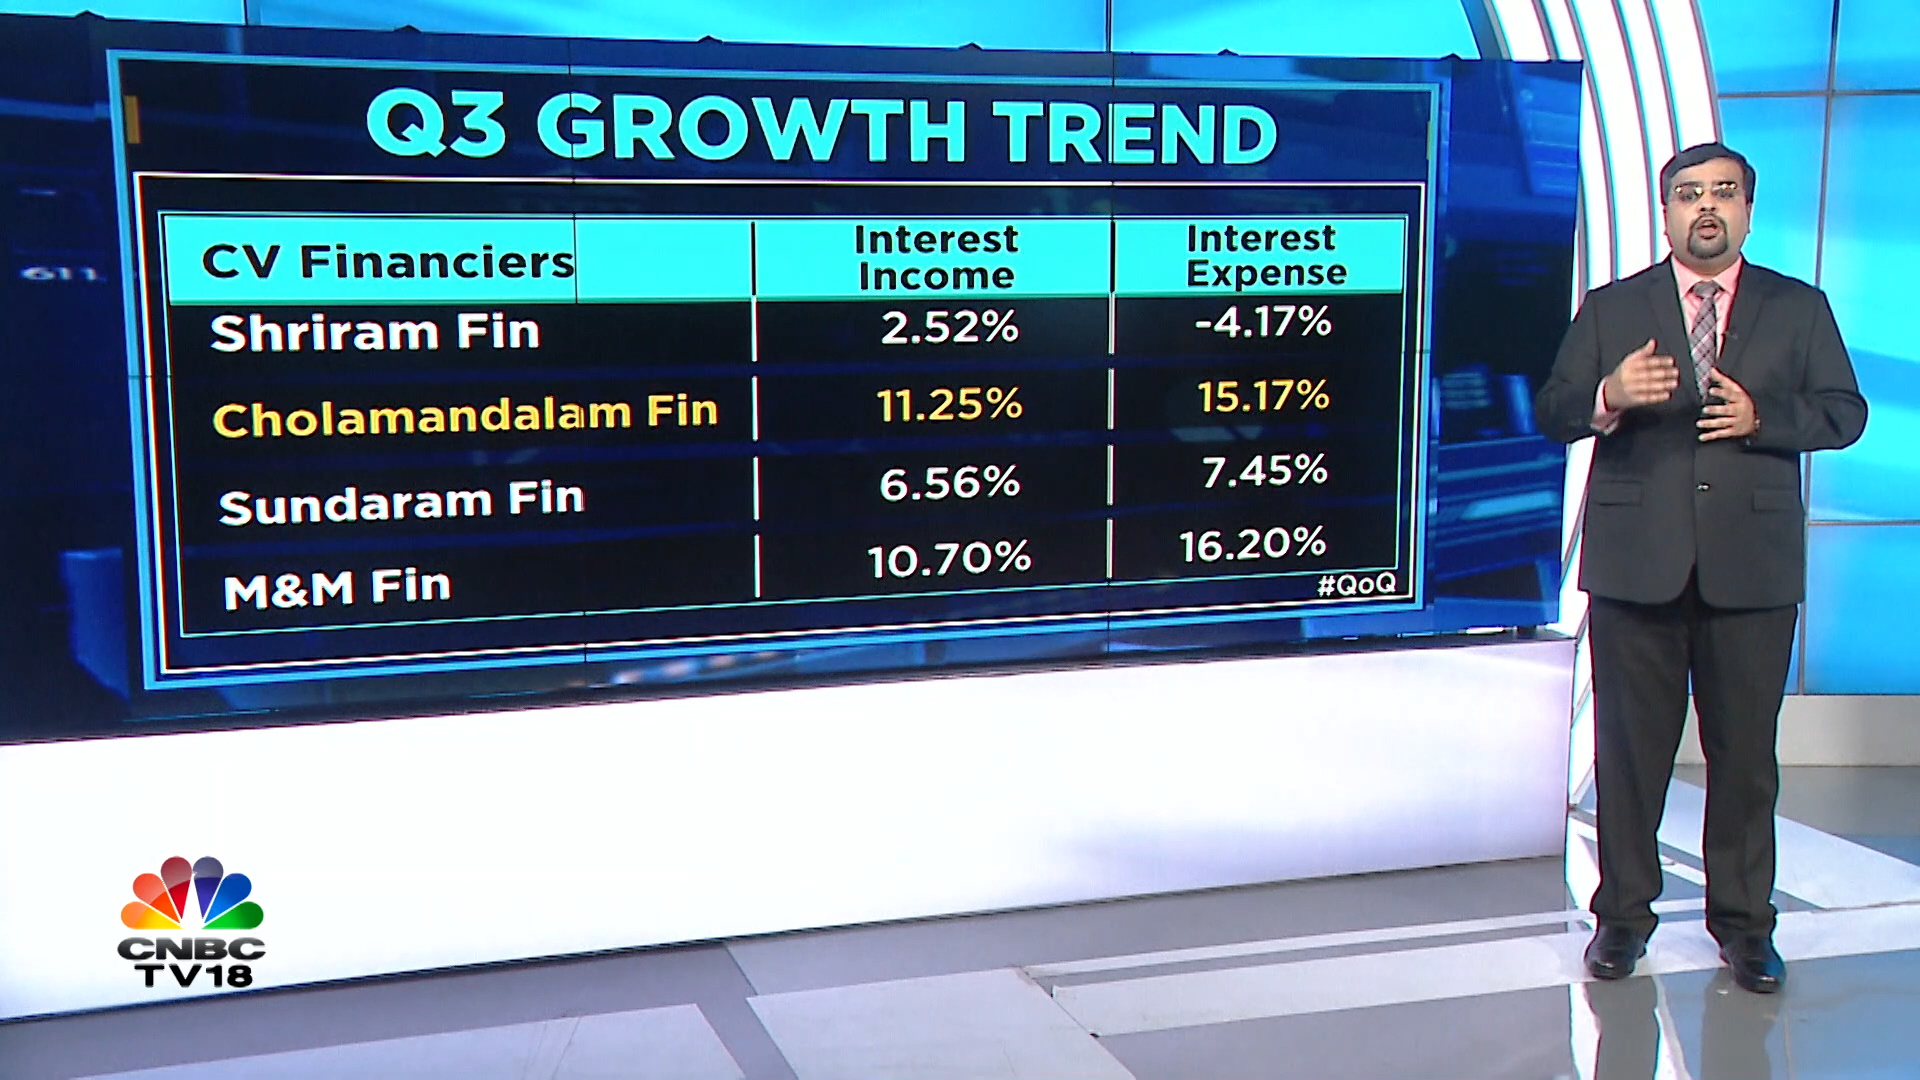 Q3 GROWTH TREND
CV Financiers
Interest
Income
Interest
Expense
Shriram Fin 2.52% -4.17%
Cholamandalam Fin 11.25% 15.17%
Sundaram Fin 6.56% 7.45%
M&M Fin 10.70% 16.20%
#QoQ
CNBC
TV18